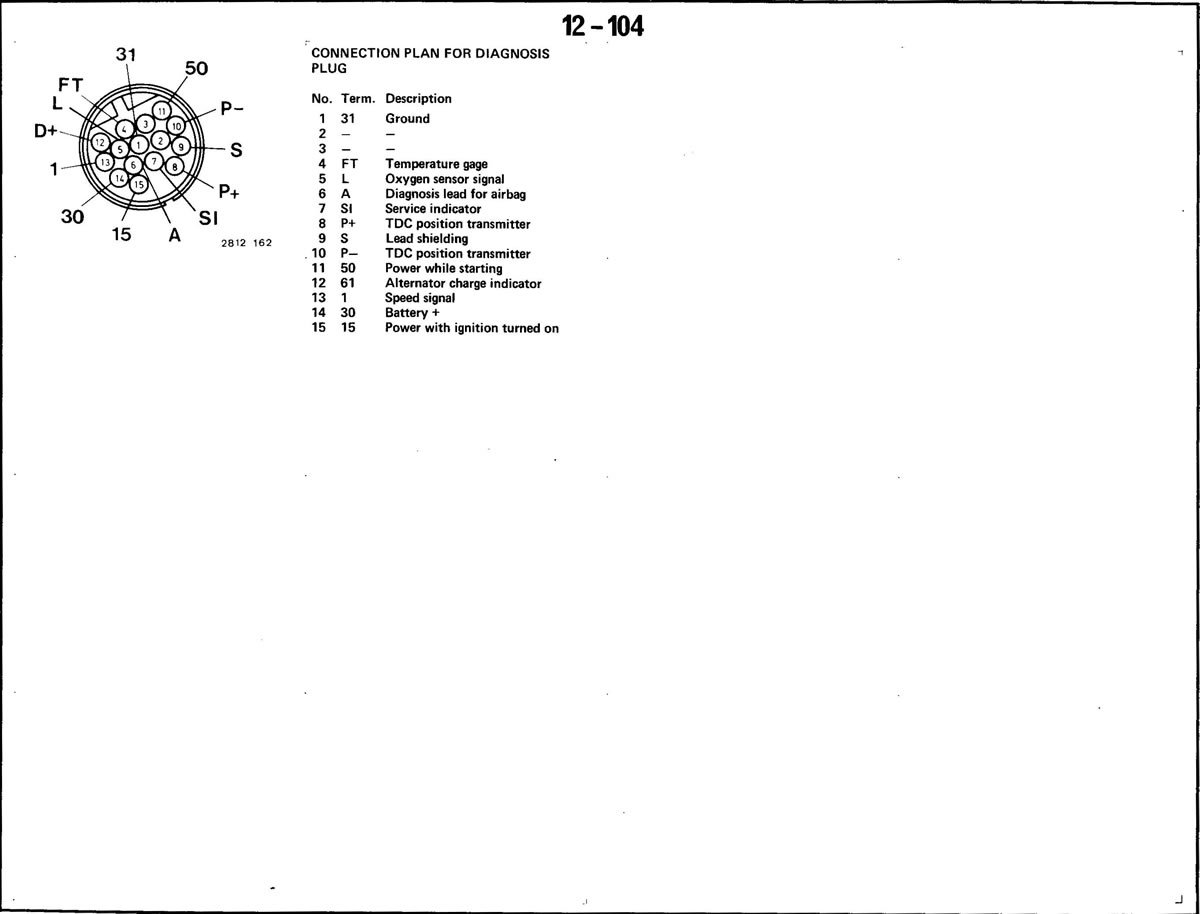 12-104
CONNECTION PLAN FOR DIAGNOSIS
PLUG
No. Term. Description
1 31 Ground
2 – –
3 – –
4 FT Temperature gage
5 L Oxygen sensor signal
6 A Diagnosis lead for airbag
7 SI Service indicator
8 P+ TDC position transmitter
9 S Lead shielding
10 P– TDC position transmitter
11 50 Power while starting
12 61 Alternator charge indicator
13 1 Speed signal
14 30 Battery +
15 15 Power with ignition turned on
31
50
FT
L
P–
D+
S
1
P+
30
SI
15
A
11
4
3
10
12
5
1
2
9
13
6
7
8
14
15
2812 162